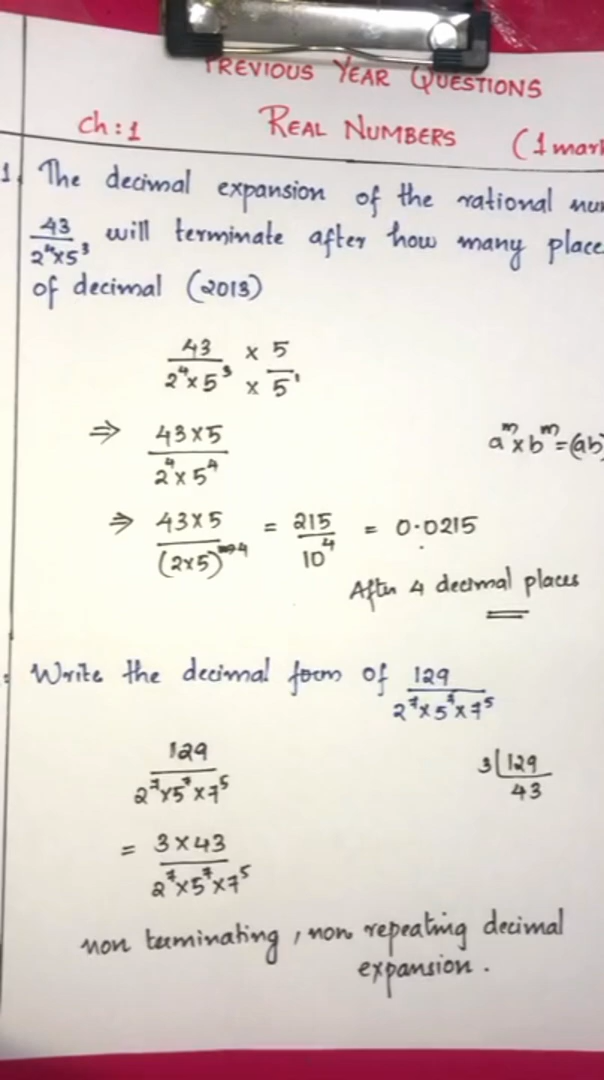 PREVIOUS YEAR QUESTIONS
Ch:1 REAL NUMBERS (1 mark
1. The decimal expansion of the rational num
43/2⁴×5³ will terminate after how many place
of decimal (2013)
43/2⁴×5³ × 5/5¹
⇒ 43×5/2⁴×5⁴
aᵐ×bᵐ=(ab)
⇒ 43×5/(2×5)⁴ = 215/10⁴ = 0.0215
After 4 decimal places
Write the decimal form of 129/2⁷×5⁷×7⁵
129/2⁷×5⁷×7⁵
3|129
43
= 3×43/2⁷×5⁷×7⁵
non terminating, non repeating decimal
expansion.